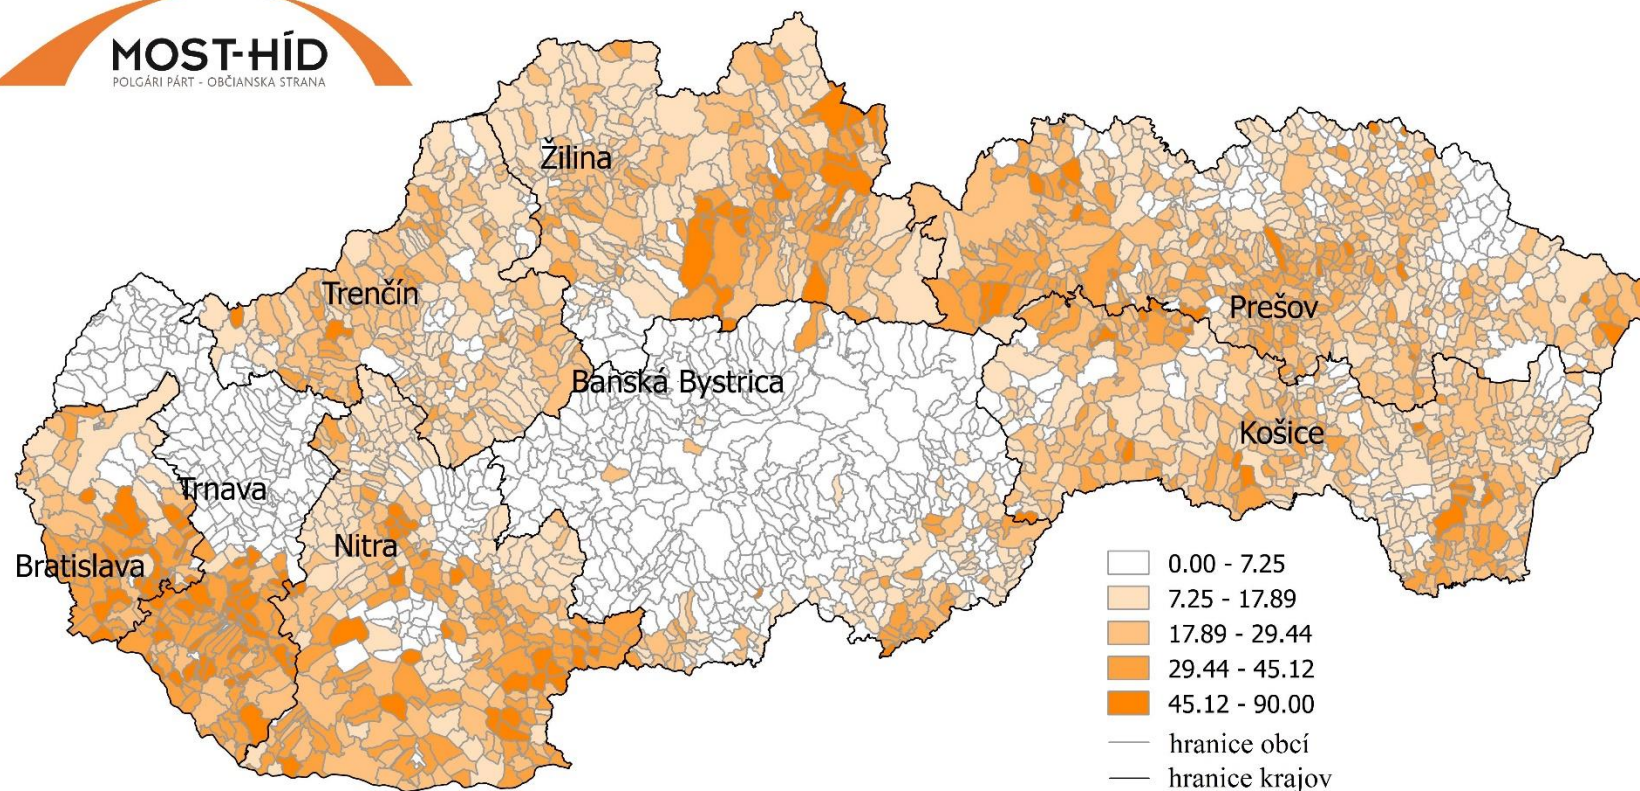 MOST-HÍD
POLGÁRI PÁRT - OBČIANSKA STRANA
Žilina
Trenčín
Prešov
Banská Bystrica
Košice
Trnava
Nitra
Bratislava
0.00 - 7.25
7.25 - 17.89
17.89 - 29.44
29.44 - 45.12
45.12 - 90.00
hranice obcí
hranice krajov